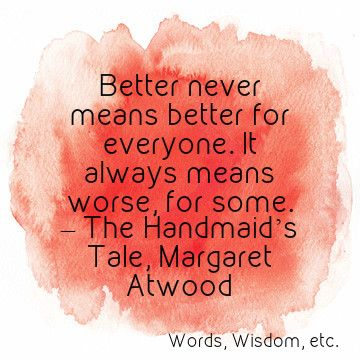 Better never
means better for
everyone. It
always means
worse, for some.
– The Handmaid's
Tale, Margaret
Atwood
Words, Wisdom, etc.